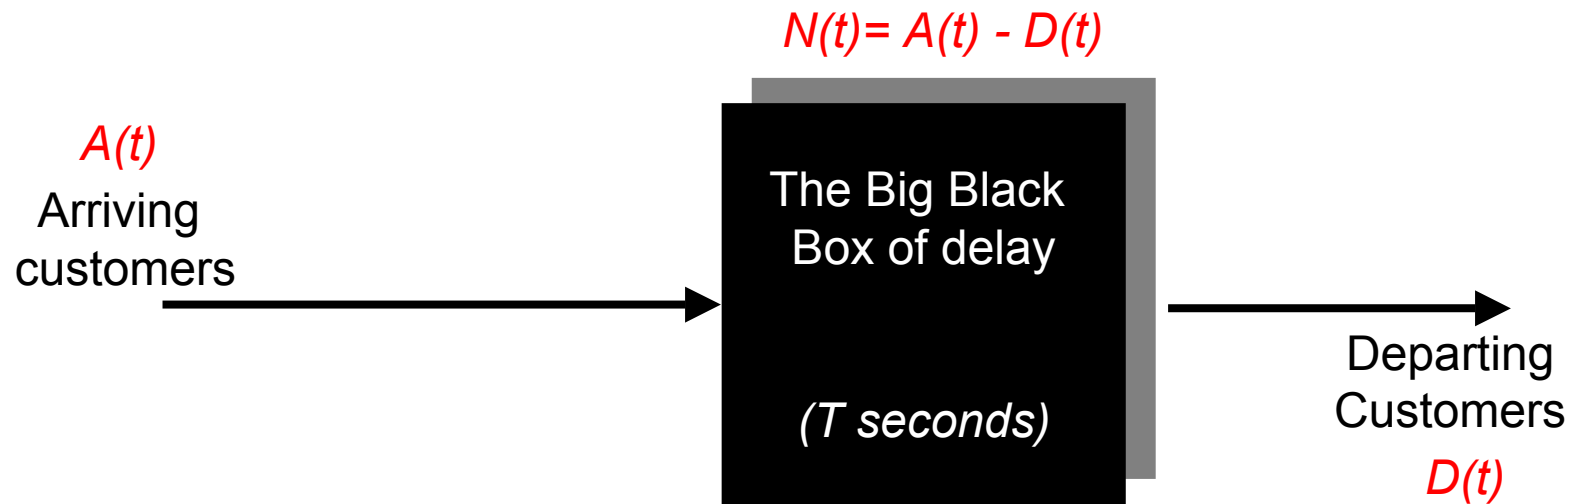 N(t)= A(t) - D(t)
A(t)
Arriving
customers
The Big Black
Box of delay
(T seconds)
Departing
Customers
D(t)